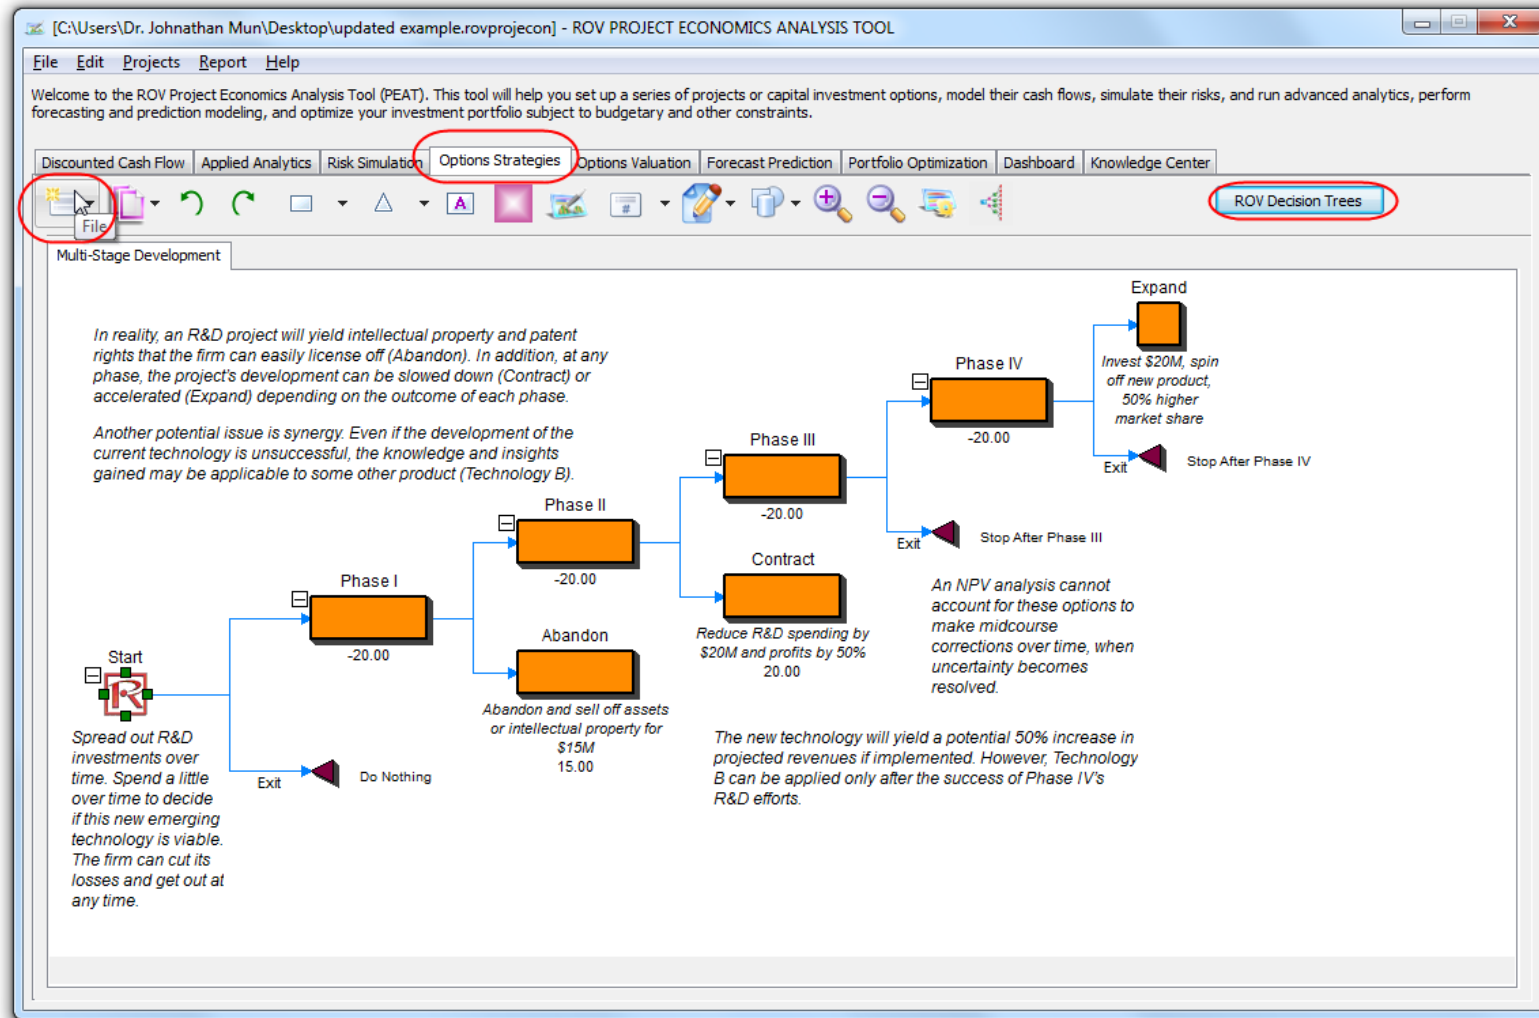 [C:\Users\Dr. Johnathan Mun\Desktop\updated example.rovprojecon] - ROV PROJECT ECONOMICS ANALYSIS TOOL
File Edit Projects Report Help
Welcome to the ROV Project Economics Analysis Tool (PEAT). This tool will help you set up a series of projects or capital investment options, model their cash flows, simulate their risks, and run advanced analytics, perform
forecasting and prediction modeling, and optimize your investment portfolio subject to budgetary and other constraints.
Discounted Cash Flow Applied Analytics Risk Simulation Options Strategies Options Valuation Forecast Prediction Portfolio Optimization Dashboard Knowledge Center
A
#
ROV Decision Trees
File
Multi-Stage Development
In reality, an R&D project will yield intellectual property and patent
rights that the firm can easily license off (Abandon). In addition, at any
phase, the project's development can be slowed down (Contract) or
accelerated (Expand) depending on the outcome of each phase.
Another potential issue is synergy. Even if the development of the
current technology is unsuccessful, the knowledge and insights
gained may be applicable to some other product (Technology B).
Expand
Invest $20M, spin
off new product,
50% higher
market share
Phase IV
-20.00
Exit
Stop After Phase IV
Phase III
-20.00
Exit
Stop After Phase III
Phase II
-20.00
Contract
Reduce R&D spending by
$20M and profits by 50%
20.00
An NPV analysis cannot
account for these options to
make midcourse
corrections over time, when
uncertainty becomes
resolved.
Phase I
-20.00
Abandon
Abandon and sell off assets
or intellectual property for
$15M
15.00
Start
R
Spread out R&D
investments over
time. Spend a little
over time to decide
if this new emerging
technology is viable.
The firm can cut its
losses and get out at
any time.
Exit
Do Nothing
The new technology will yield a potential 50% increase in
projected revenues if implemented. However, Technology
B can be applied only after the success of Phase IV's
R&D efforts.